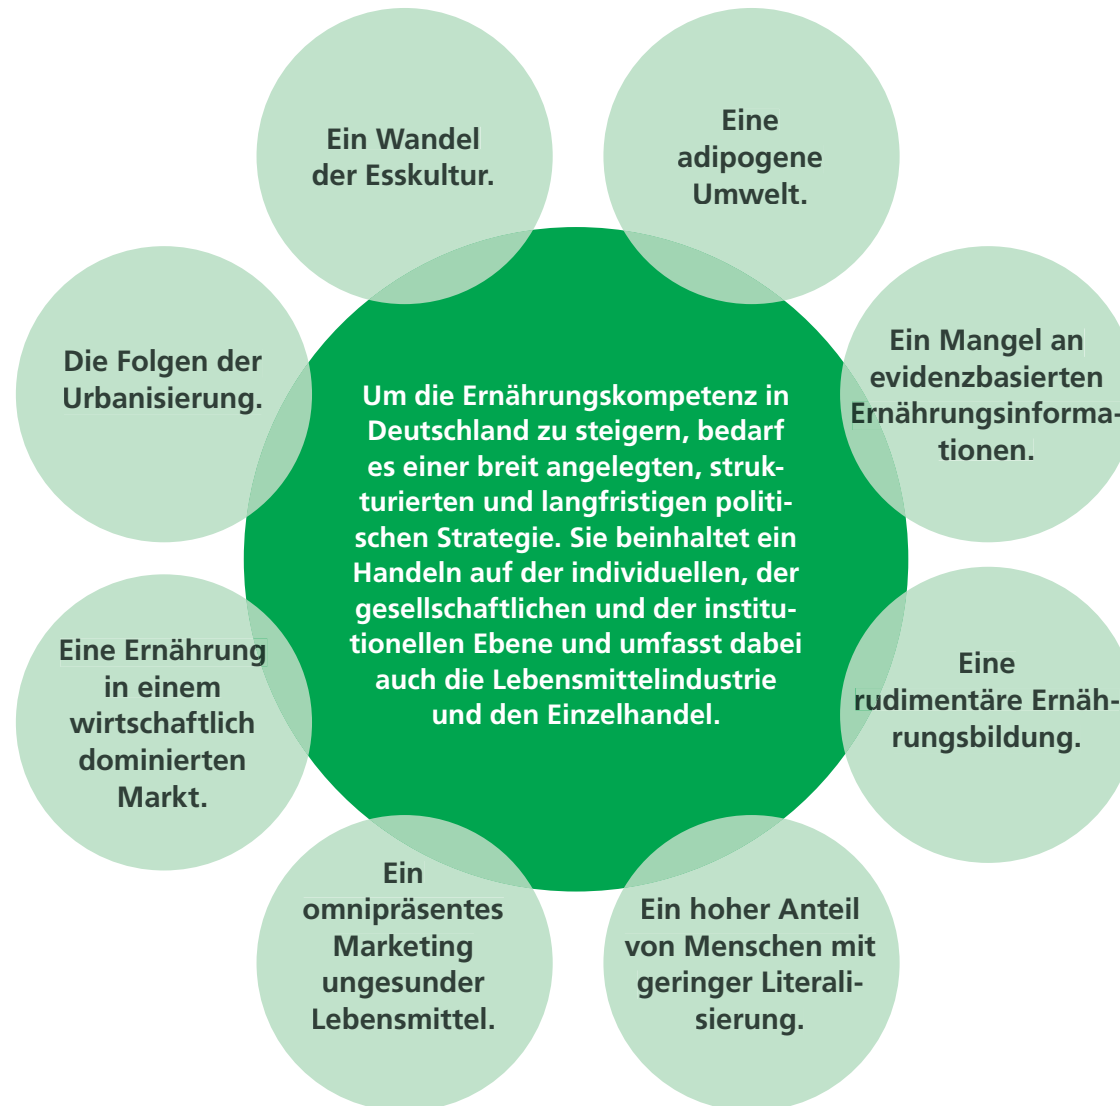 Ein Wandel
der Esskultur.
Eine
adipogene
Umwelt.
Ein Mangel an
evidenzbasierten
Ernährungsinforma-
tionen.
Eine
rudimentäre Ernäh-
rungsbildung.
Ein hoher Anteil
von Menschen mit
geringer Literali-
sierung.
Ein
omnipräsentes
Marketing
ungesunder
Lebensmittel.
Eine Ernährung
in einem
wirtschaftlich
dominierten
Markt.
Die Folgen der
Urbanisierung.
Um die Ernährungskompetenz in
Deutschland zu steigern, bedarf
es einer breit angelegten, struk-
turierten und langfristigen politi-
schen Strategie. Sie beinhaltet ein
Handeln auf der individuellen, der
gesellschaftlichen und der institu-
tionellen Ebene und umfasst dabei
auch die Lebensmittelindustrie
und den Einzelhandel.